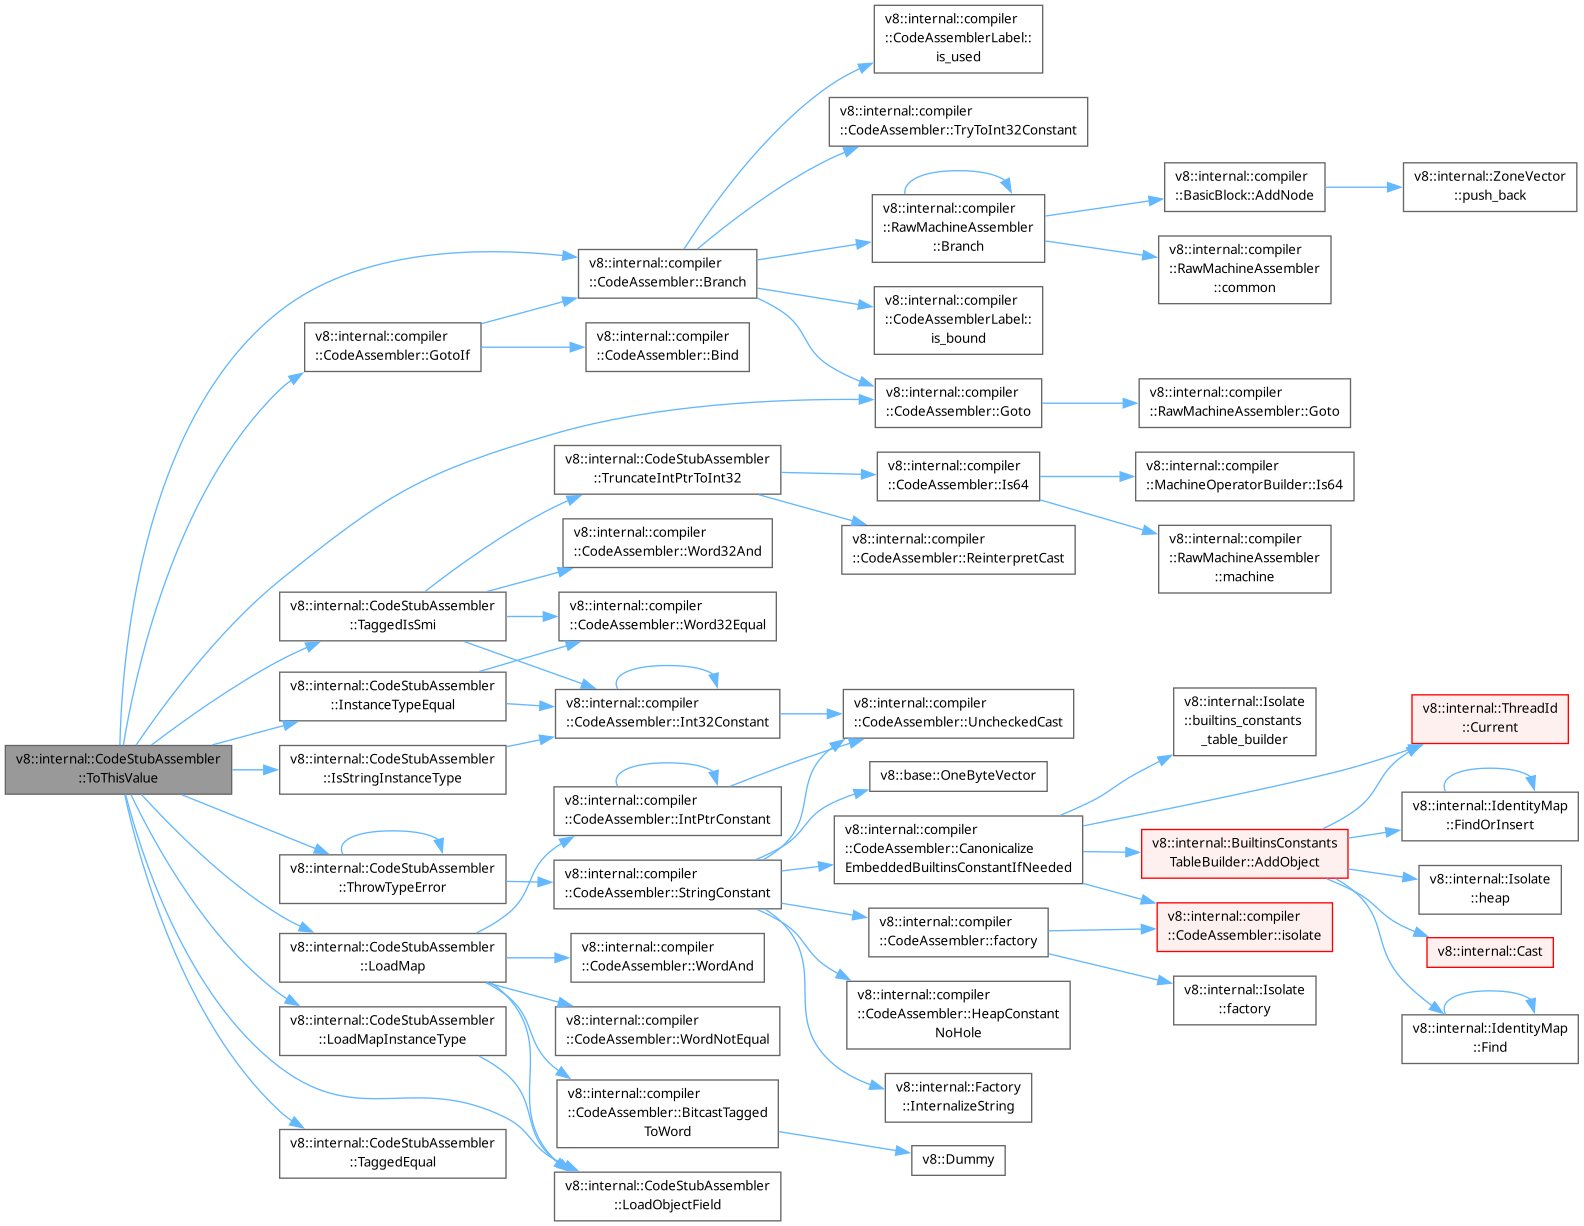 v8::internal::compiler
::CodeAssemblerLabel::
is_used
v8::internal::compiler
::CodeAssembler::TryToInt32Constant
v8::internal::compiler
::BasicBlock::AddNode
v8::internal::ZoneVector
::push_back
v8::internal::compiler
::RawMachineAssembler
::Branch
v8::internal::compiler
::RawMachineAssembler
::common
v8::internal::compiler
::CodeAssembler::Branch
v8::internal::compiler
::CodeAssemblerLabel::
is_bound
v8::internal::compiler
::CodeAssembler::GotoIf
v8::internal::compiler
::CodeAssembler::Bind
v8::internal::compiler
::CodeAssembler::Goto
v8::internal::compiler
::RawMachineAssembler::Goto
v8::internal::CodeStubAssembler
::TruncateIntPtrToInt32
v8::internal::compiler
::CodeAssembler::Is64
v8::internal::compiler
::MachineOperatorBuilder::Is64
v8::internal::compiler
::CodeAssembler::Word32And
v8::internal::compiler
::CodeAssembler::ReinterpretCast
v8::internal::compiler
::RawMachineAssembler
::machine
v8::internal::CodeStubAssembler
::TaggedIsSmi
v8::internal::compiler
::CodeAssembler::Word32Equal
v8::internal::CodeStubAssembler
::InstanceTypeEqual
v8::internal::compiler
::CodeAssembler::Int32Constant
v8::internal::compiler
::CodeAssembler::UncheckedCast
v8::internal::Isolate
::builtins_constants
_table_builder
v8::internal::ThreadId
::Current
v8::internal::CodeStubAssembler
::ToThisValue
v8::internal::CodeStubAssembler
::IsStringInstanceType
v8::internal::compiler
::CodeAssembler::IntPtrConstant
v8::base::OneByteVector
v8::internal::IdentityMap
::FindOrInsert
v8::internal::compiler
::CodeAssembler::Canonicalize
EmbeddedBuiltinsConstantIfNeeded
v8::internal::BuiltinsConstants
TableBuilder::AddObject
v8::internal::CodeStubAssembler
::ThrowTypeError
v8::internal::compiler
::CodeAssembler::StringConstant
v8::internal::Isolate
::heap
v8::internal::compiler
::CodeAssembler::factory
v8::internal::compiler
::CodeAssembler::isolate
v8::internal::Cast
v8::internal::CodeStubAssembler
::LoadMap
v8::internal::compiler
::CodeAssembler::WordAnd
v8::internal::compiler
::CodeAssembler::HeapConstant
NoHole
v8::internal::Isolate
::factory
v8::internal::CodeStubAssembler
::LoadMapInstanceType
v8::internal::compiler
::CodeAssembler::WordNotEqual
v8::internal::IdentityMap
::Find
v8::internal::compiler
::CodeAssembler::BitcastTagged
ToWord
v8::internal::Factory
::InternalizeString
v8::internal::CodeStubAssembler
::TaggedEqual
v8::Dummy
v8::internal::CodeStubAssembler
::LoadObjectField